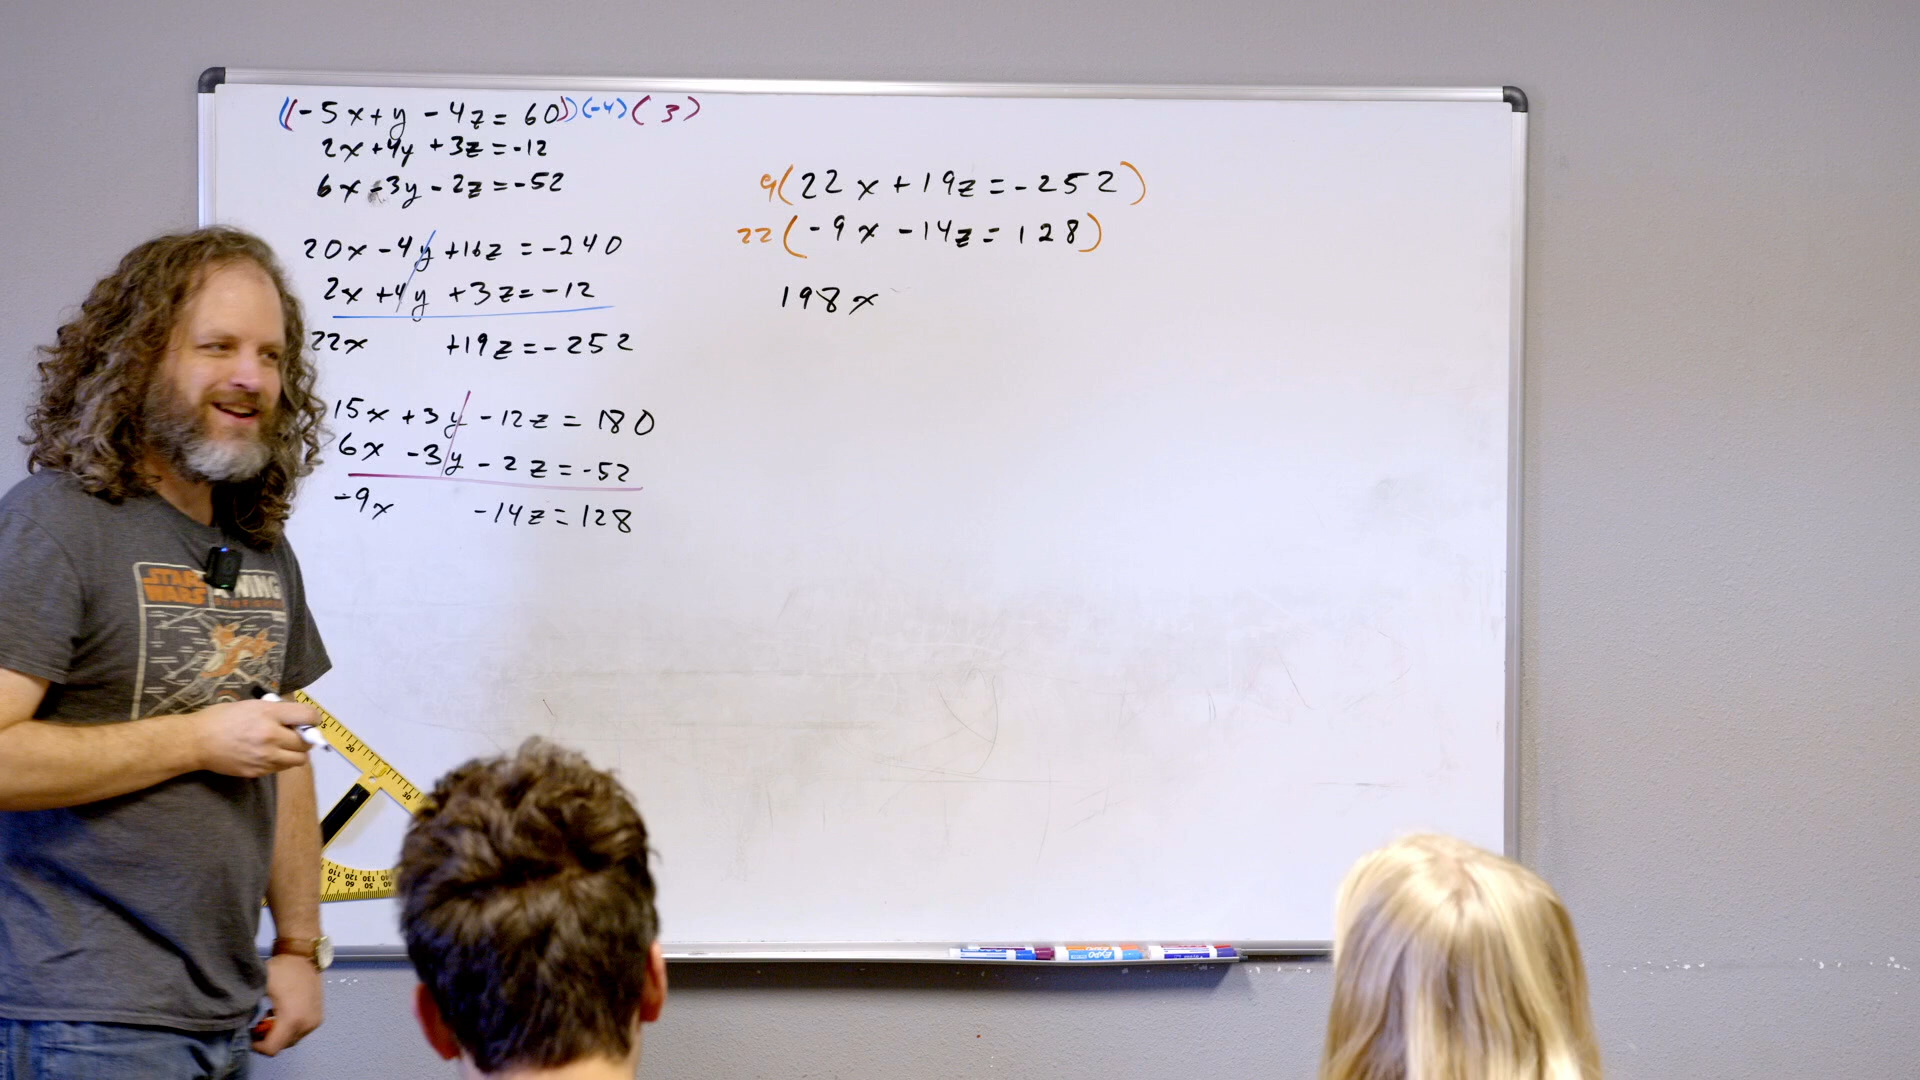 ((-5x+y-4z=60))(-4)(3)
2x+4y+3z=-12
6x-3y-2z=-52
20x-4y+16z=-240
2x+4y+3z=-12
22x +19z=-252
15x+3y-12z=180
6x-3y-2z=-52
-9x -14z=128
9(22x+19z=-252)
22(-9x-14z=128)
198x
STAR
WARS
WING
EXPO